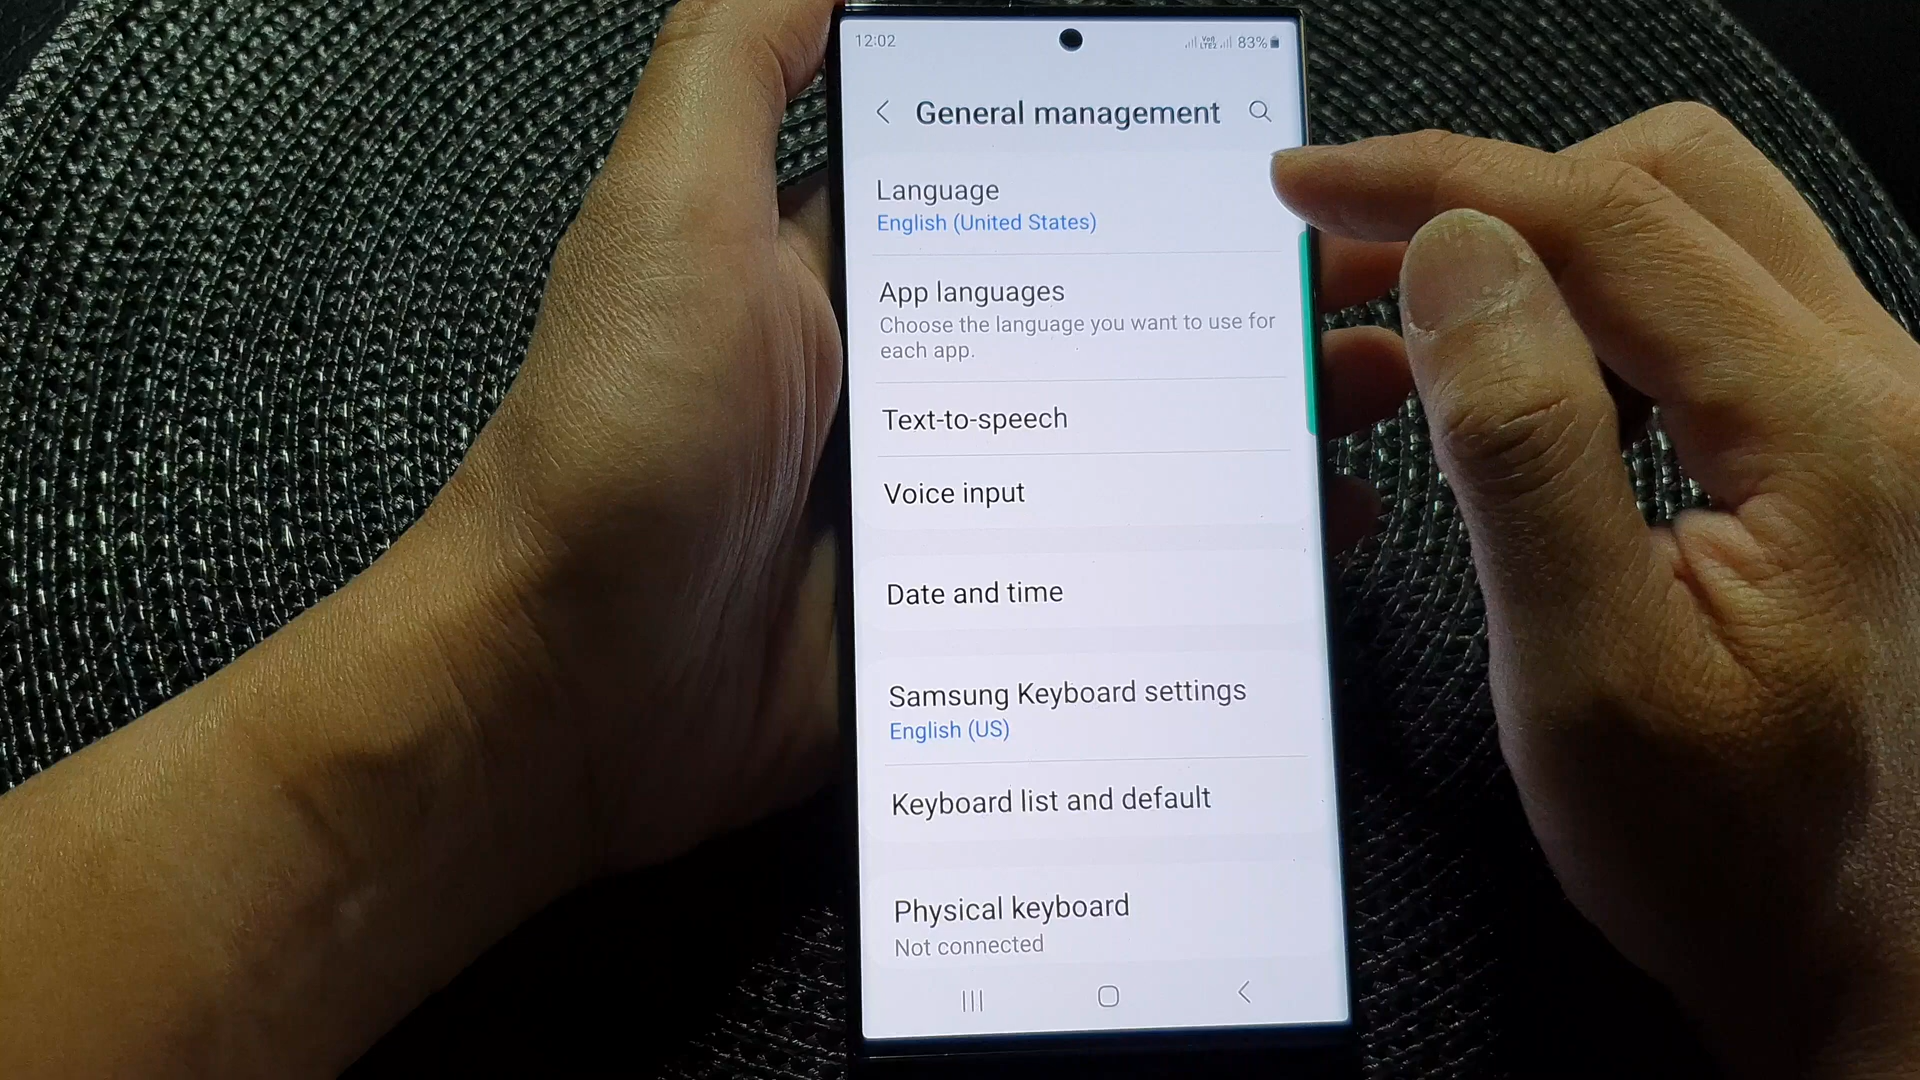 12:02
83%
General management
Language
English (United States)
App languages
Choose the language you want to use for
each app.
Text-to-speech
Voice input
Date and time
Samsung Keyboard settings
English (US)
Keyboard list and default
Physical keyboard
Not connected